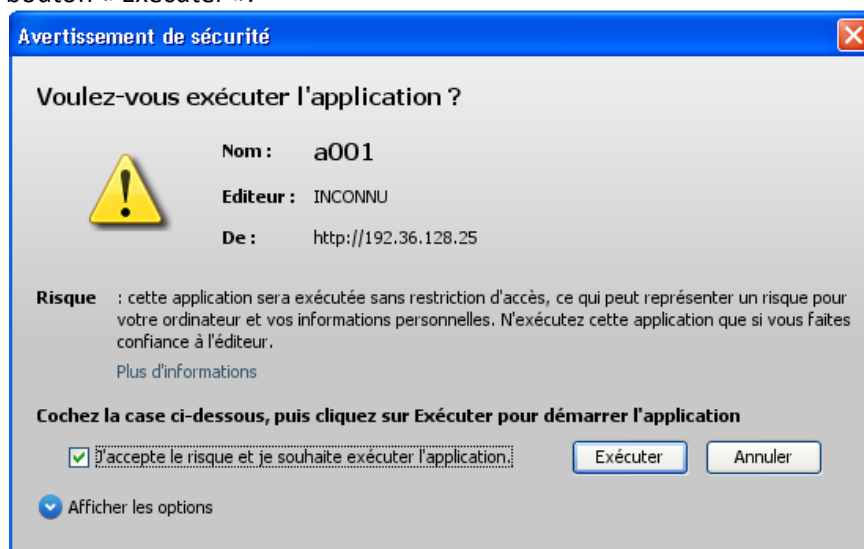 bouton « Exécuter ».
Avertissement de sécurité
Voulez-vous exécuter l'application ?
Nom : a001
Editeur : INCONNU
De : http://192.36.128.25
Risque : cette application sera exécutée sans restriction d'accès, ce qui peut représenter un risque pour
votre ordinateur et vos informations personnelles. N'exécutez cette application que si vous faites
confiance à l'éditeur.
Plus d'informations
Cochez la case ci-dessous, puis cliquez sur Exécuter pour démarrer l'application
J'accepte le risque et je souhaite exécuter l'application.
Exécuter Annuler
Afficher les options